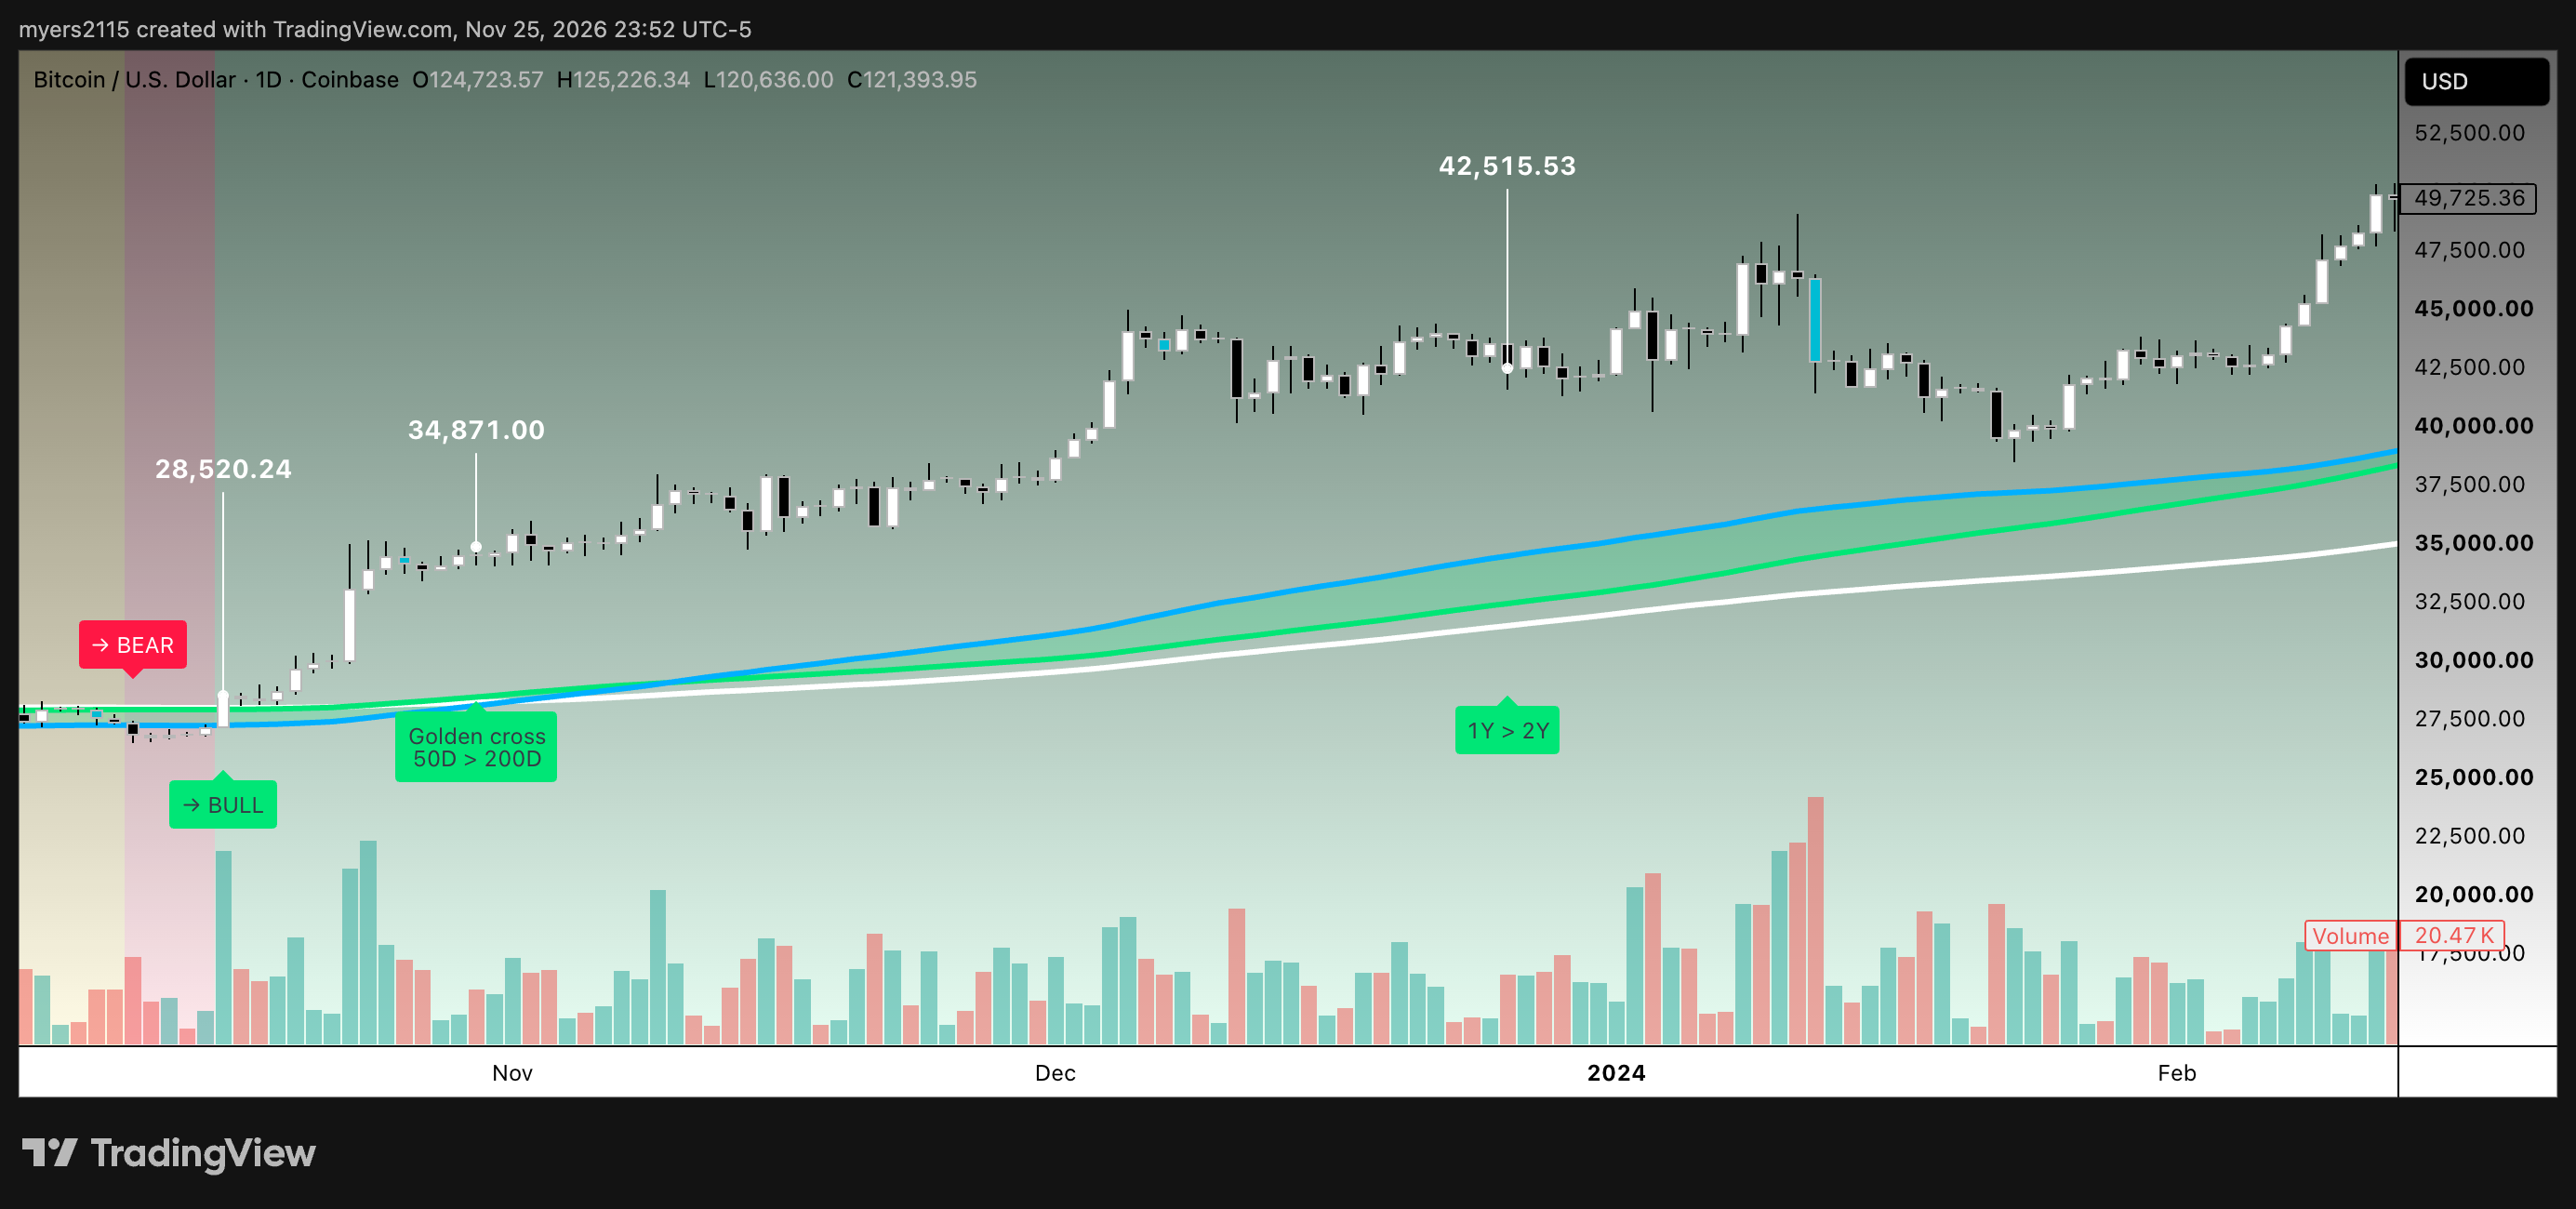 myers2115 created with TradingView.com, Nov 25, 2026 23:52 UTC-5
Bitcoin / U.S. Dollar · 1D · Coinbase O124,723.57 H125,226.34 L120,636.00 C121,393.95
USD
52,500.00
49,725.36
47,500.00
45,000.00
42,500.00
40,000.00
37,500.00
35,000.00
32,500.00
30,000.00
27,500.00
25,000.00
22,500.00
20,000.00
Volume 20.47 K
17,500.00
42,515.53
34,871.00
28,520.24
→ BEAR
→ BULL
Golden cross
50D > 200D
1Y > 2Y
Nov Dec 2024 Feb
TradingView